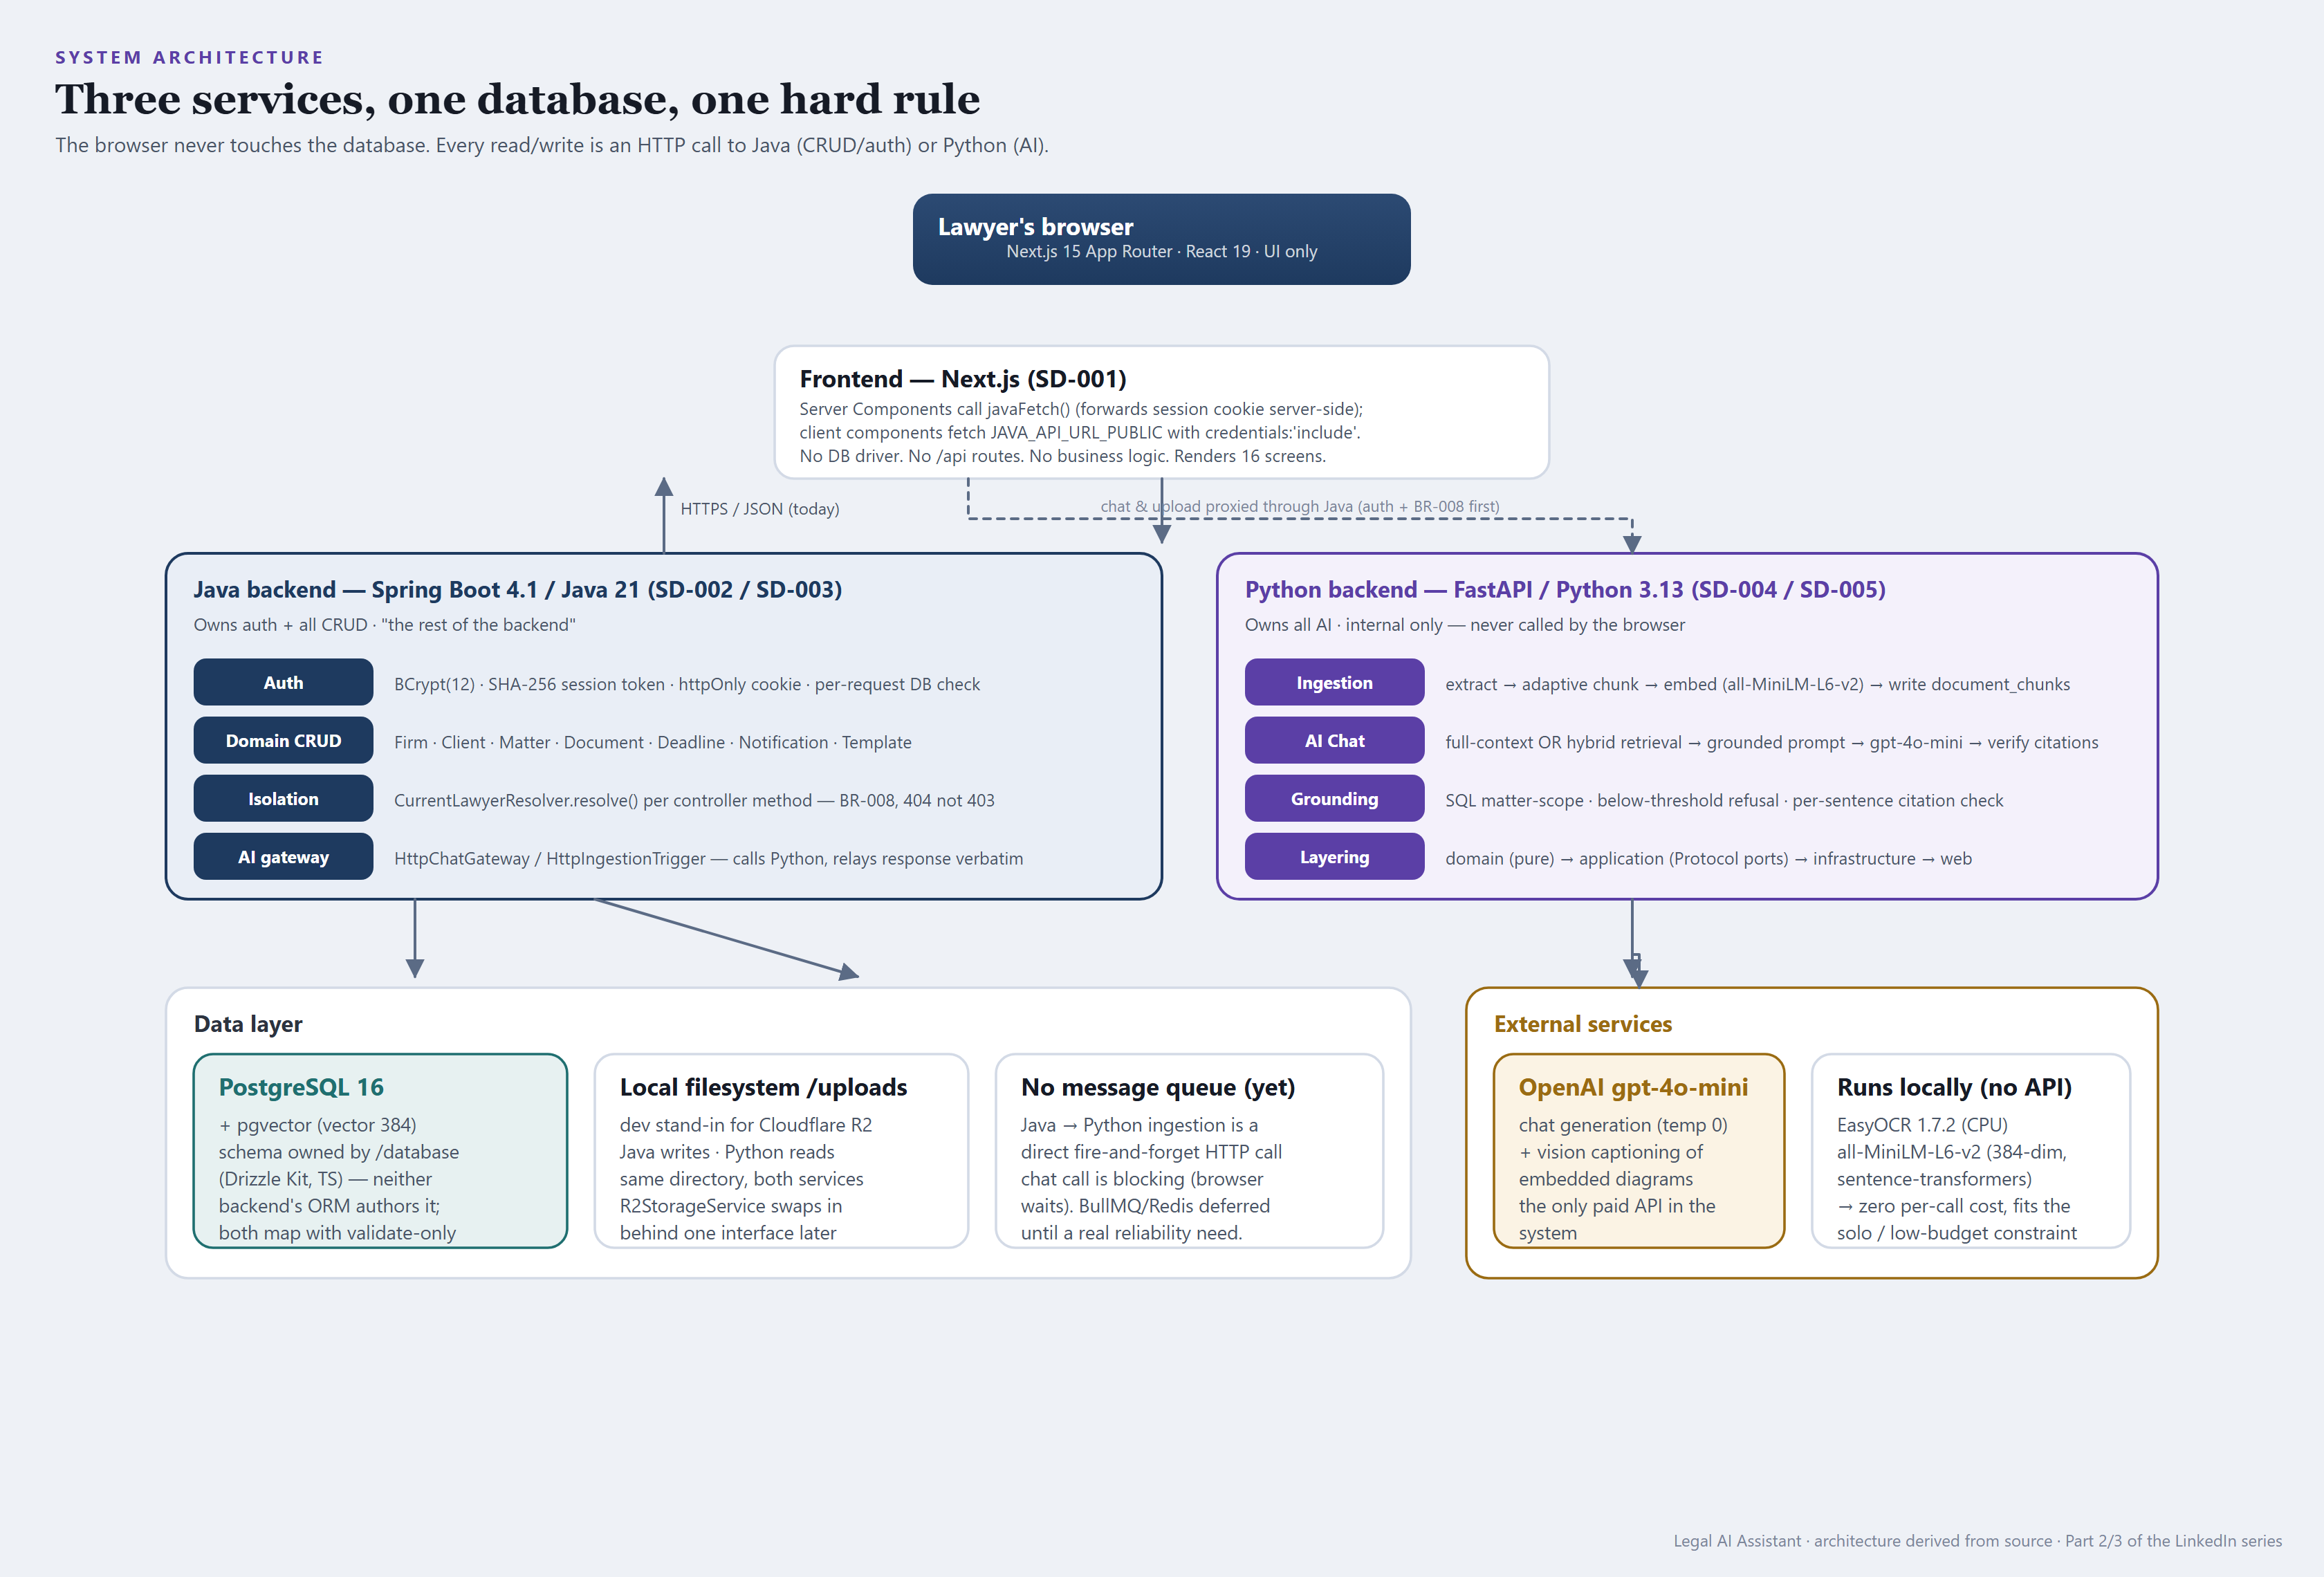 SYSTEM ARCHITECTURE
Three services, one database, one hard rule
The browser never touches the database. Every read/write is an HTTP call to Java (CRUD/auth) or Python (AI).
Lawyer's browser
Next.js 15 App Router · React 19 · UI only
Frontend — Next.js (SD-001)
Server Components call javaFetch() (forwards session cookie server-side);
client components fetch JAVA_API_URL_PUBLIC with credentials:'include'.
No DB driver. No /api routes. No business logic. Renders 16 screens.
HTTPS / JSON (today)
chat & upload proxied through Java (auth + BR-008 first)
Java backend — Spring Boot 4.1 / Java 21 (SD-002 / SD-003)
Owns auth + all CRUD · "the rest of the backend"
Auth
BCrypt(12) · SHA-256 session token · httpOnly cookie · per-request DB check
Domain CRUD
Firm · Client · Matter · Document · Deadline · Notification · Template
Isolation
CurrentLawyerResolver.resolve() per controller method — BR-008, 404 not 403
AI gateway
HttpChatGateway / HttpIngestionTrigger — calls Python, relays response verbatim
Python backend — FastAPI / Python 3.13 (SD-004 / SD-005)
Owns all AI · internal only — never called by the browser
Ingestion
extract → adaptive chunk → embed (all-MiniLM-L6-v2) → write document_chunks
AI Chat
full-context OR hybrid retrieval → grounded prompt → gpt-4o-mini → verify citations
Grounding
SQL matter-scope · below-threshold refusal · per-sentence citation check
Layering
domain (pure) → application (Protocol ports) → infrastructure → web
Data layer
PostgreSQL 16
+ pgvector (vector 384)
schema owned by /database
(Drizzle Kit, TS) — neither
backend's ORM authors it;
both map with validate-only
Local filesystem /uploads
dev stand-in for Cloudflare R2
Java writes · Python reads
same directory, both services
R2StorageService swaps in
behind one interface later
No message queue (yet)
Java → Python ingestion is a
direct fire-and-forget HTTP call
chat call is blocking (browser
waits). BullMQ/Redis deferred
until a real reliability need.
External services
OpenAI gpt-4o-mini
chat generation (temp 0)
+ vision captioning of
embedded diagrams
the only paid API in the
system
Runs locally (no API)
EasyOCR 1.7.2 (CPU)
all-MiniLM-L6-v2 (384-dim,
sentence-transformers)
→ zero per-call cost, fits the
solo / low-budget constraint
Legal AI Assistant · architecture derived from source · Part 2/3 of the LinkedIn series